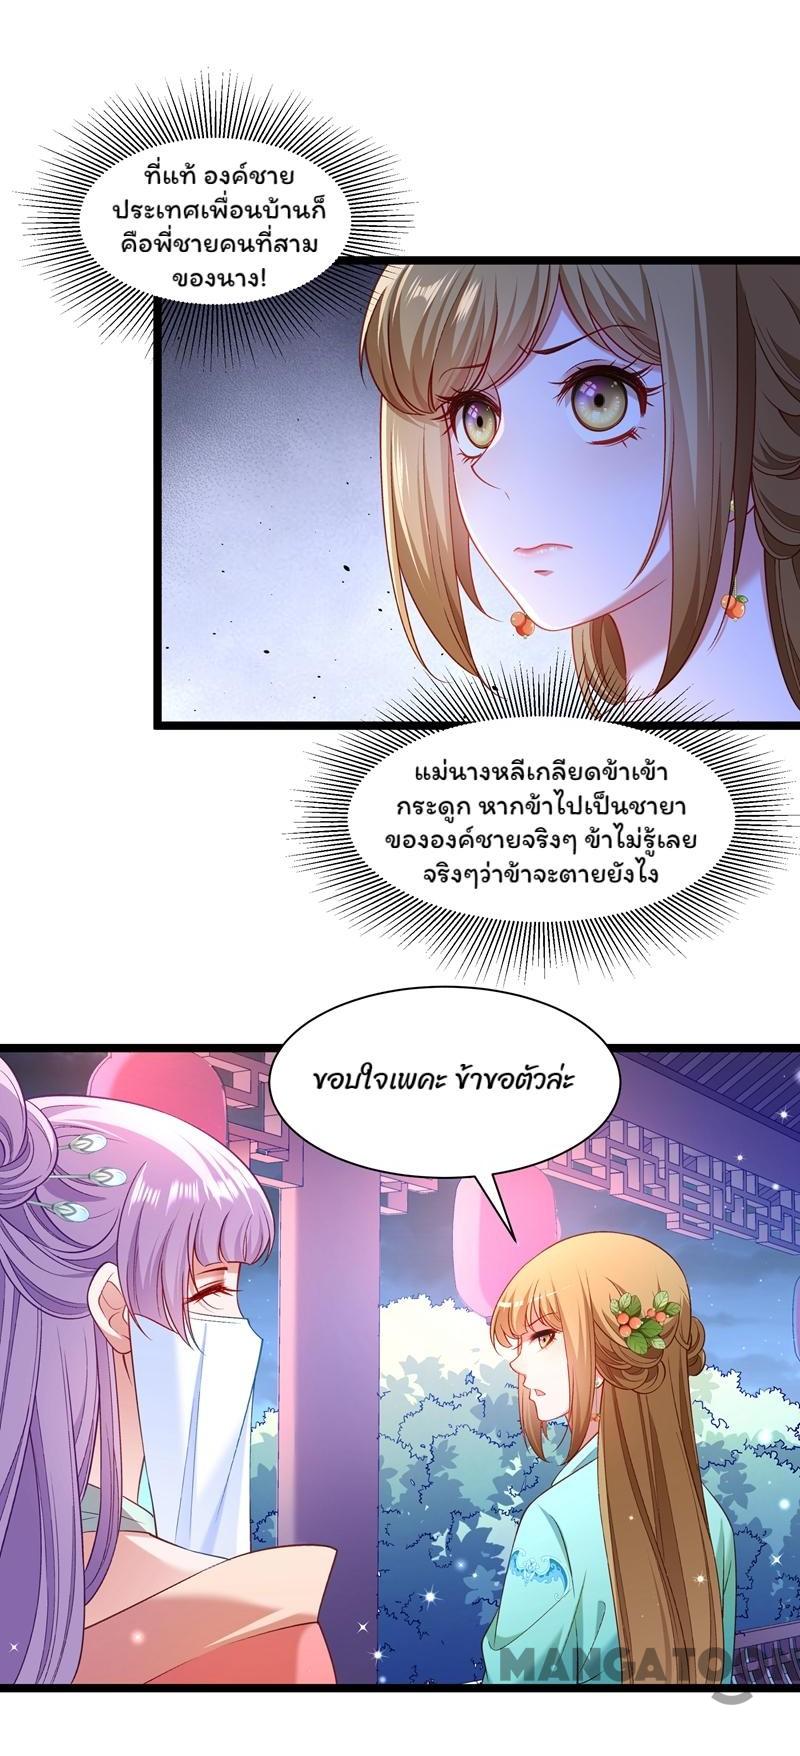 ที่แท้ องค์ชาย
ประเทศเพื่อนบ้านก็
คือพี่ชายคนที่สาม
ของนาง!
แม่นางหลีเกลียดข้าเข้า
กระดูก หากข้าไปเป็นชายา
ขององค์ชายจริงๆ ข้าไม่รู้เลย
จริงๆว่าข้าจะตายยังไง
ขอบใจเพคะ ข้าขอตัวล่ะ
MANGATOON